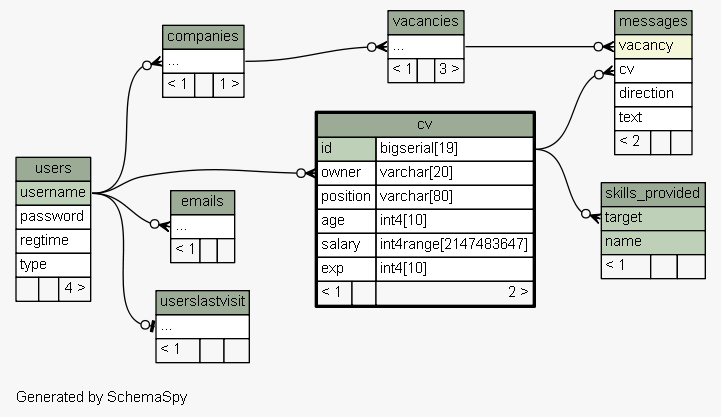 companies
...
< 1 1 >
vacancies
...
< 1 3 >
messages
vacancy
cv
direction
text
< 2
cv
id bigserial[19]
owner varchar[20]
position varchar[80]
age int4[10]
salary int4range[2147483647]
exp int4[10]
< 1 2 >
users
username
password
regtime
type
4 >
emails
...
< 1
userslastvisit
...
< 1
skills_provided
target
name
< 1
Generated by SchemaSpy